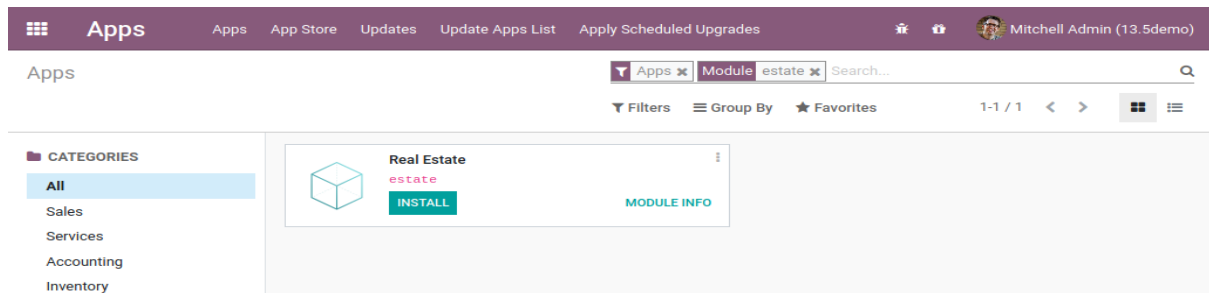 Apps Apps App Store Updates Update Apps List Apply Scheduled Upgrades Mitchell Admin (13.5demo)
Apps Apps Module estate Search...
Filters Group By Favorites 1-1 / 1
CATEGORIES
All
Sales
Services
Accounting
Inventory
Real Estate
estate
INSTALL MODULE INFO